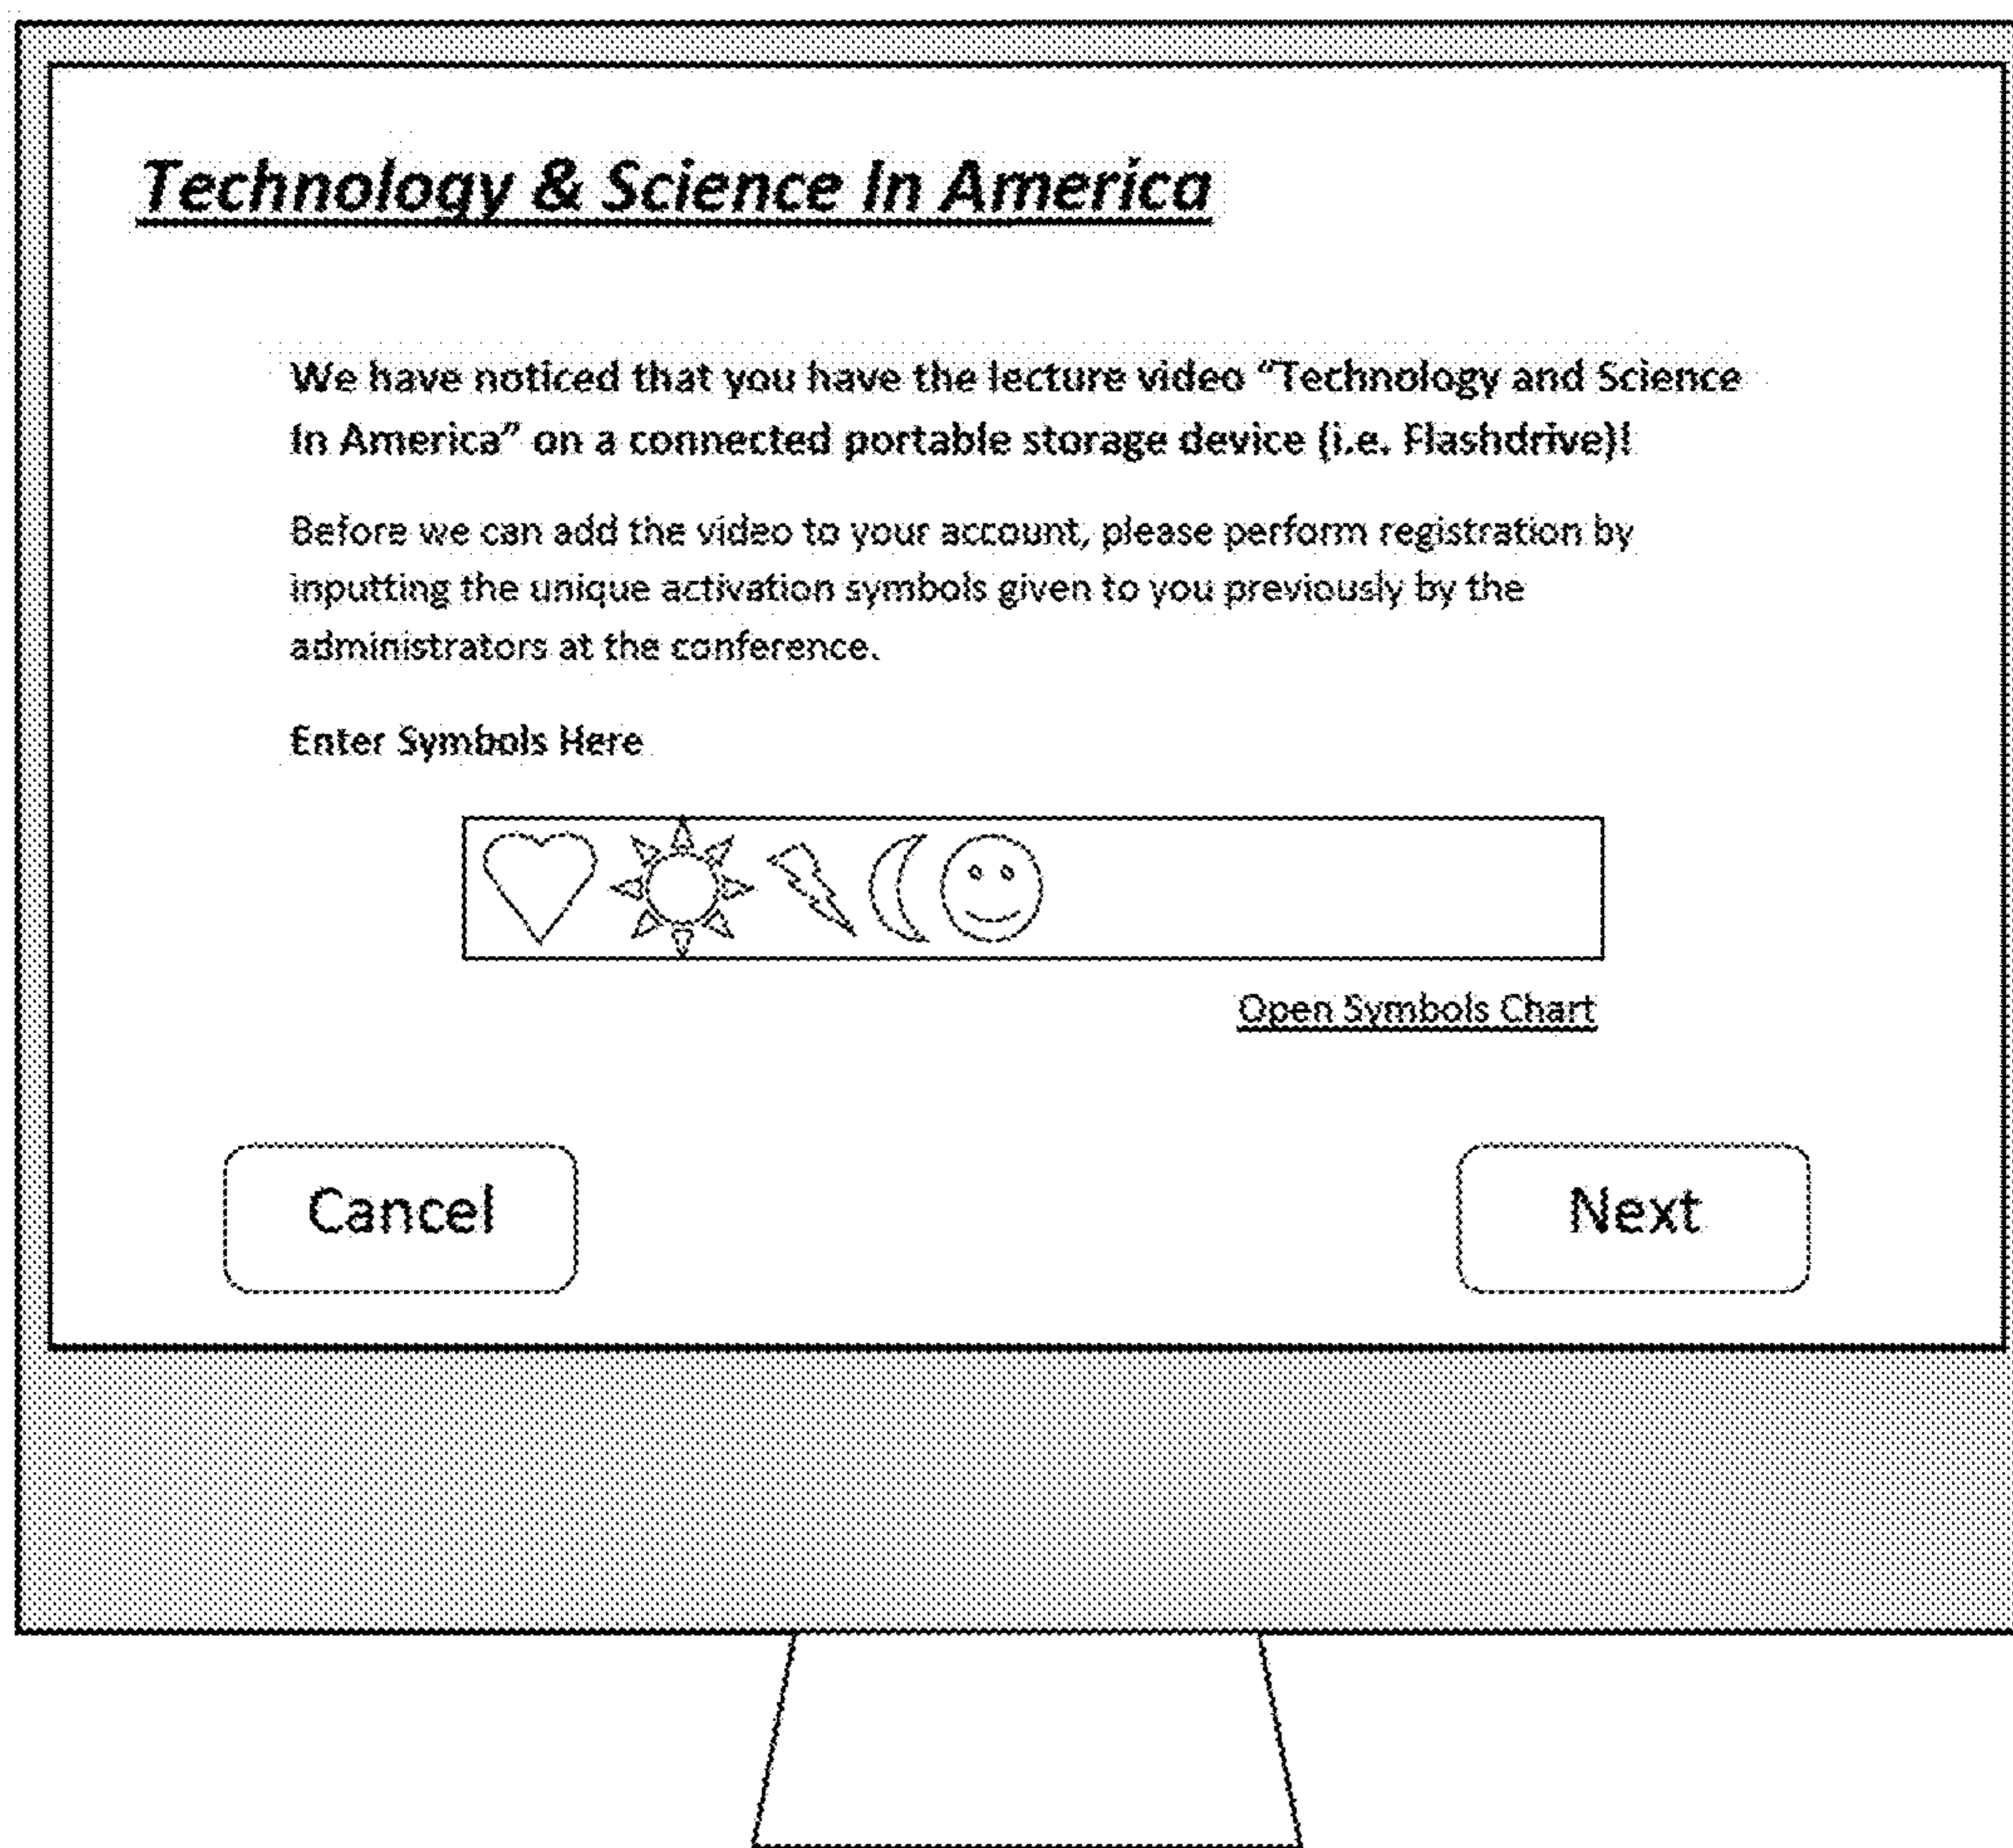 Technology & Science In America
We have noticed that you have the lecture video “Technology and Science
In America” on a connected portable storage device (i.e. Flashdrive)!
Before we can add the video to your account, please perform registration by
inputting the unique activation symbols given to you previously by the
administrators at the conference.
Enter Symbols Here
Open Symbols Chart
Cancel
Next